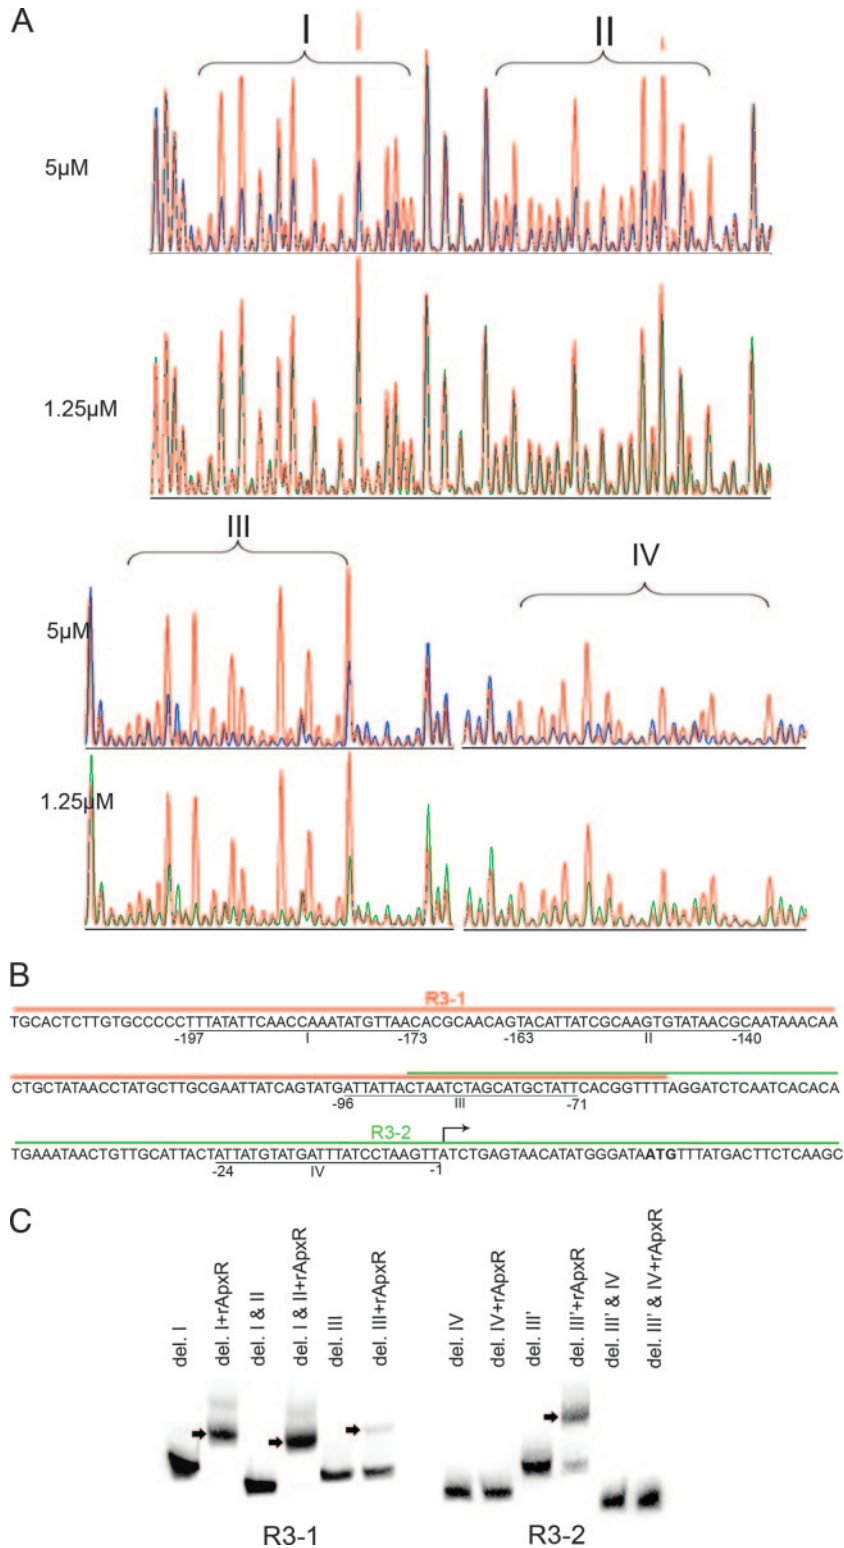 A
I
II
5µM
1.25µM
III
IV
5µM
1.25µM
B
R3-1
TGCACTCTTGTGCCCCCTTTATATTCAACCAAATATGTTAACACGCAACAGTACATTATCGCAAGTGTATAACGCAATAAACAA
-197 I -173 -163 II -140
CTGCTATAACCTATGCTTGCGAATTATCAGTATGATTATTACTAATCTAGCATGCTATTCACGGTTTTAGGATCTCAATCACACA
-96 III -71
R3-2
TGAAATAACTGTTGCATTACTATTATGTATGATTTATCCTAAGTTATCTGAGTAACATATGGGATAATGTTTATGACTTCTCAAGC
-24 IV -1
C
del. I
del. I+rApxR
del. I & II
del. I & II+rApxR
del. III
del. III+rApxR
del. IV
del. IV+rApxR
del. III'
del. III'+rApxR
del. III' & IV
del. III' & IV+rApxR
R3-1
R3-2